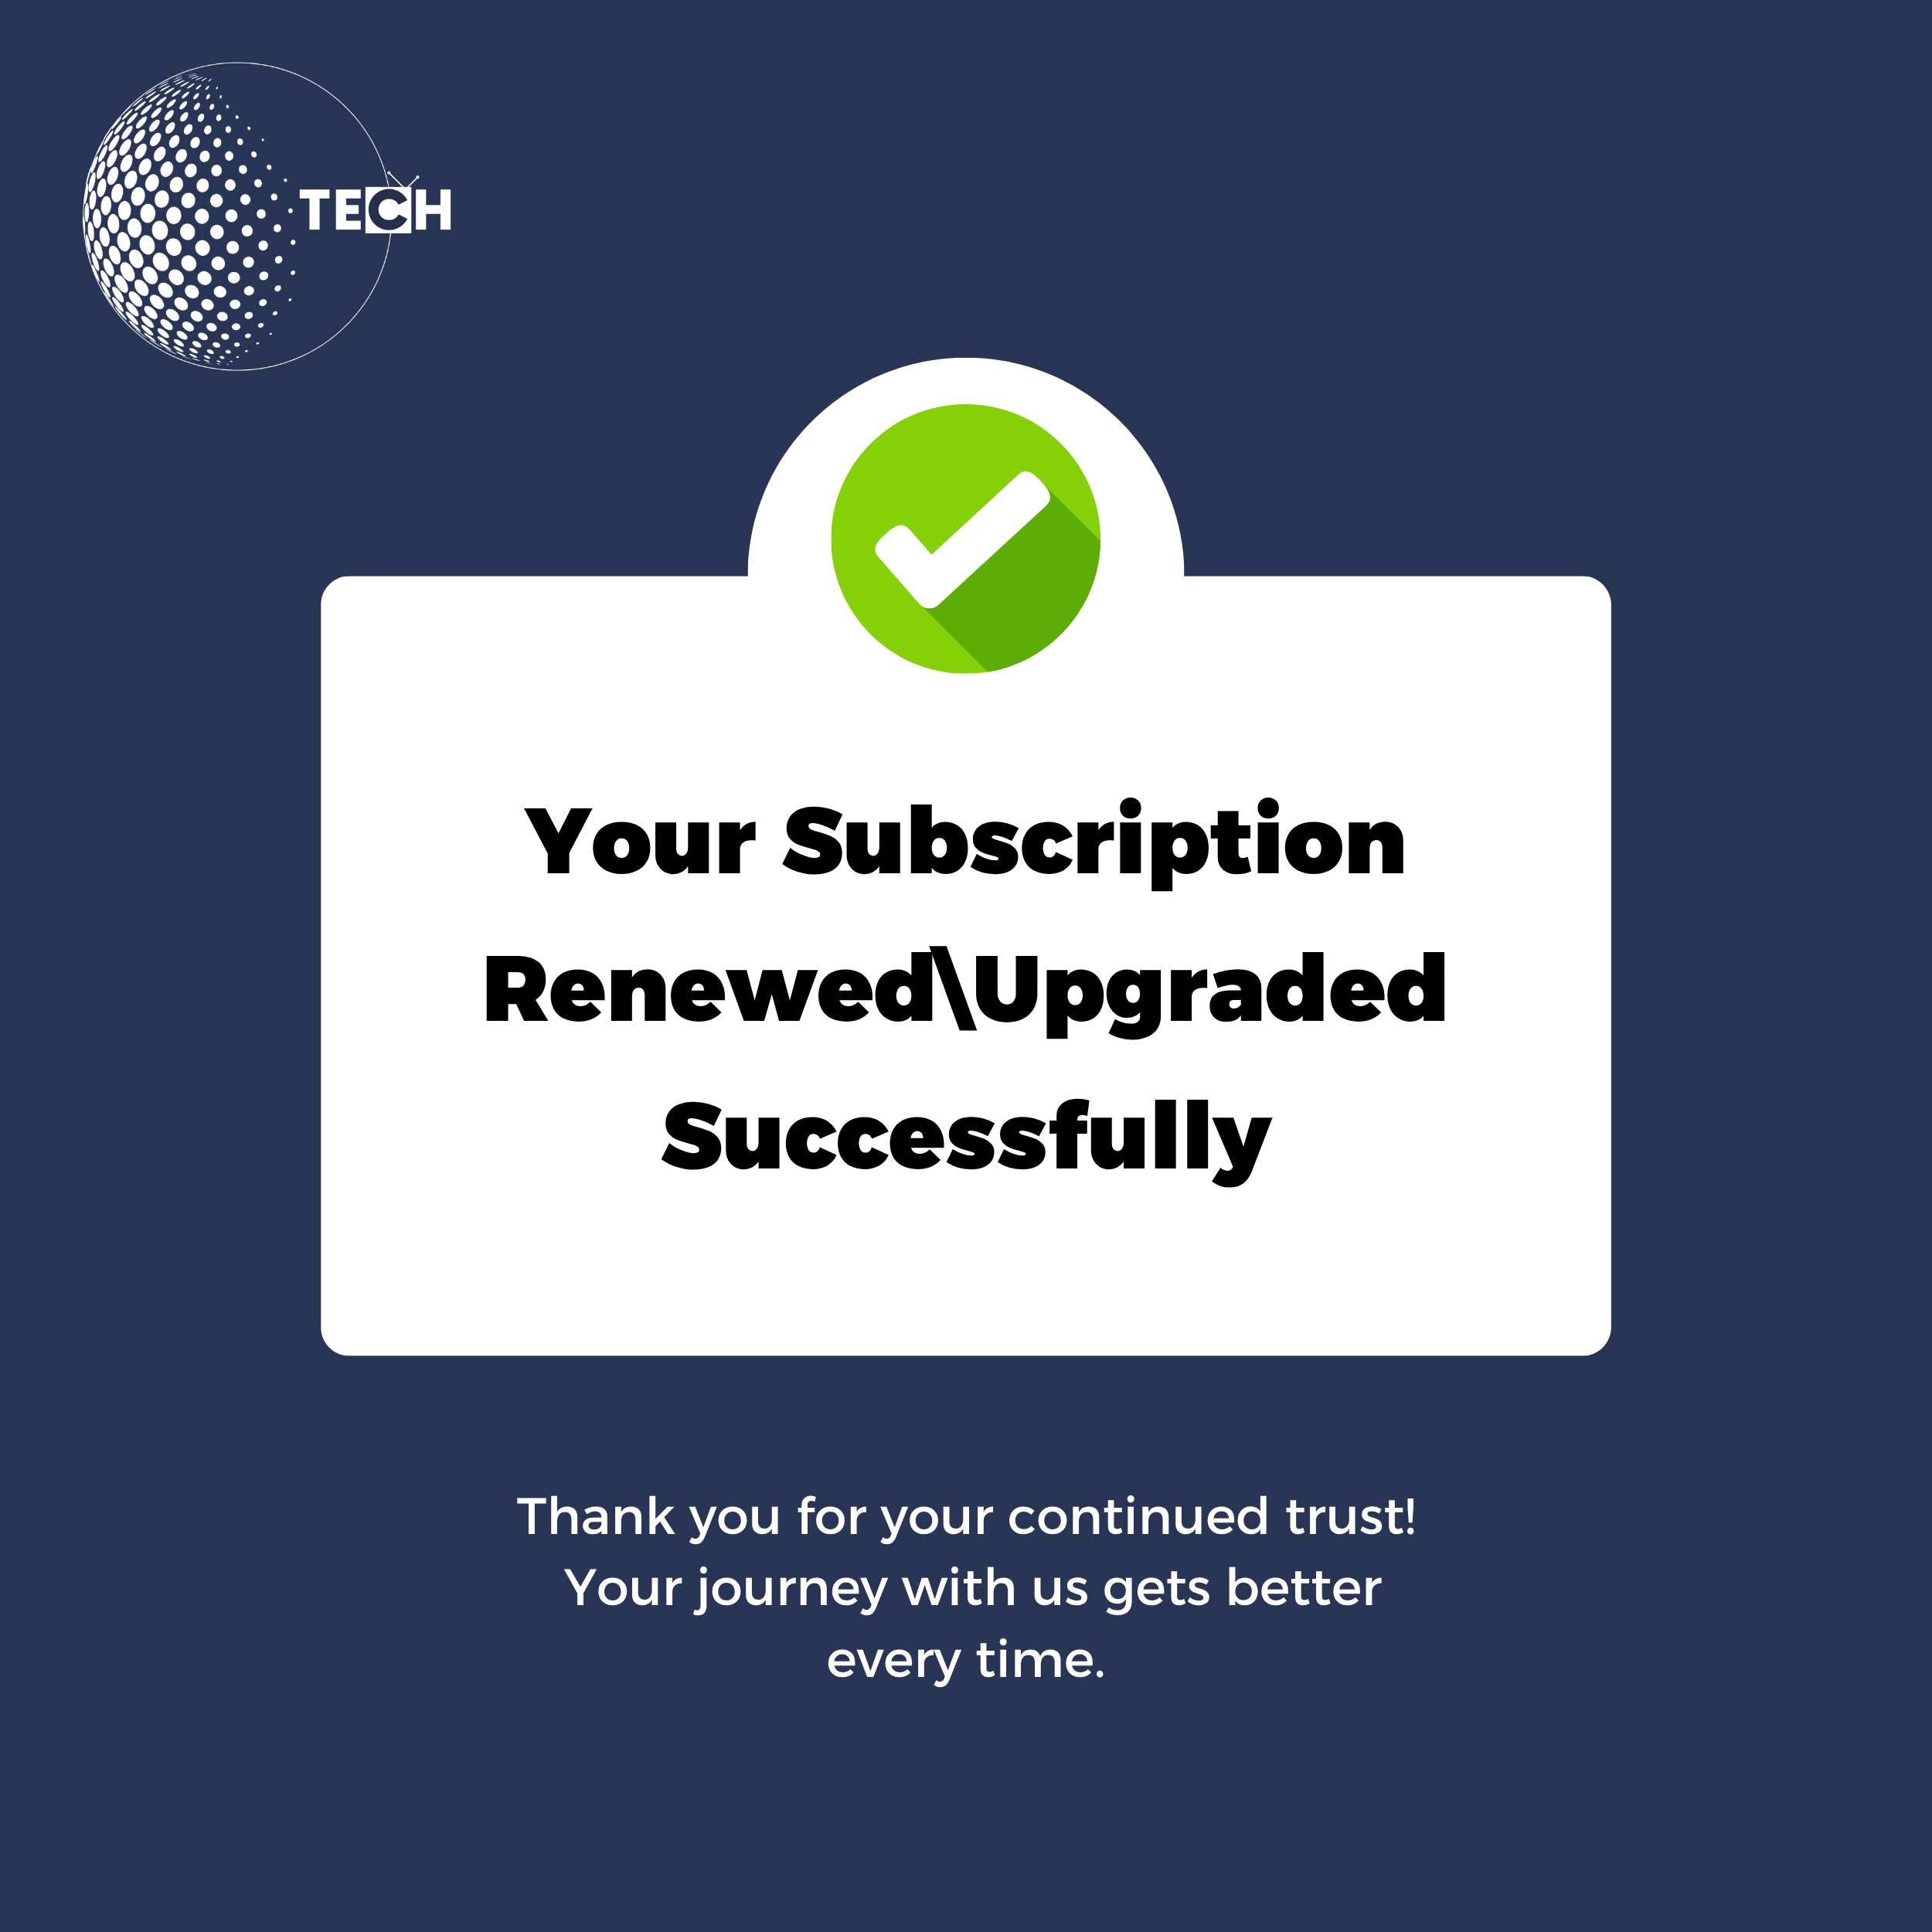 TECH
Your Subscription
Renewed\Upgraded
Successfully
Thank you for your continued trust!
Your journey with us gets better
every time.